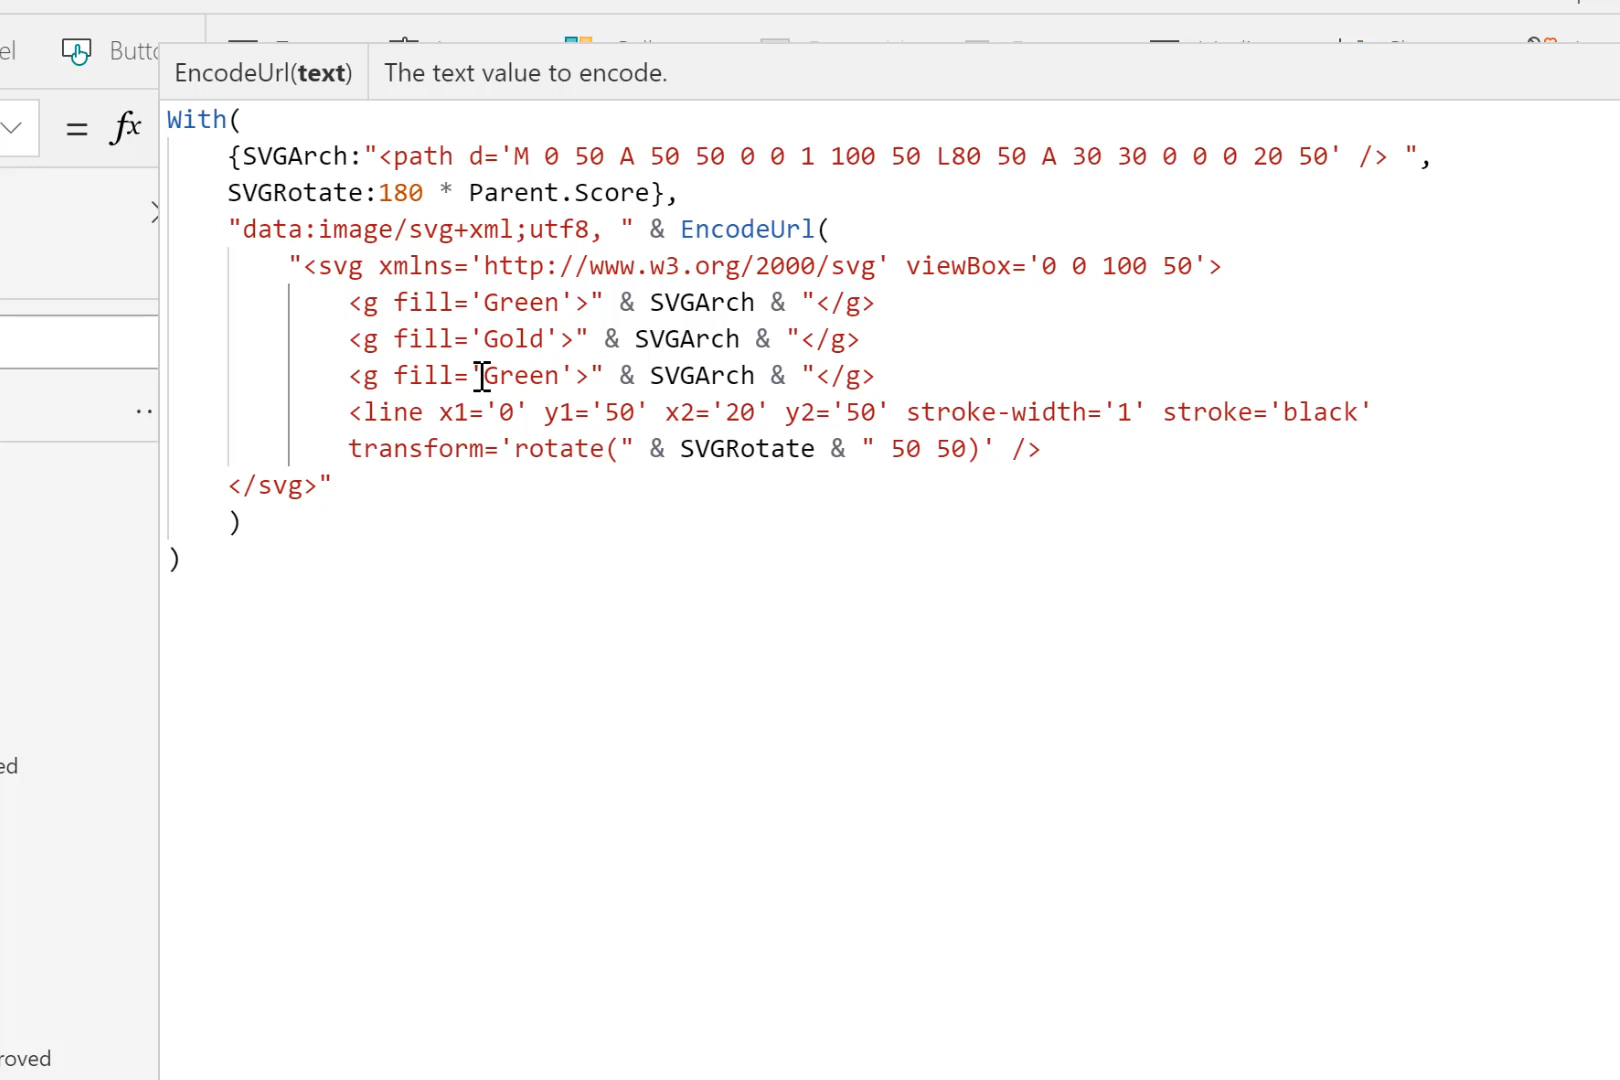 el
EncodeUrl(text) The text value to encode.
= fx
With(
{SVGArch:"<path d='M 0 50 A 50 50 0 0 1 100 50 L80 50 A 30 30 0 0 0 20 50' /> ",
SVGRotate:180 * Parent.Score},
"data:image/svg+xml;utf8, " & EncodeUrl(
"<svg xmlns='http://www.w3.org/2000/svg' viewBox='0 0 100 50'>
<g fill='Green'>" & SVGArch & "</g>
<g fill='Gold'>" & SVGArch & "</g>
<g fill='Green'>" & SVGArch & "</g>
<line x1='0' y1='50' x2='20' y2='50' stroke-width='1' stroke='black'
transform='rotate(" & SVGRotate & " 50 50)' />
</svg>"
)
)
ed
roved